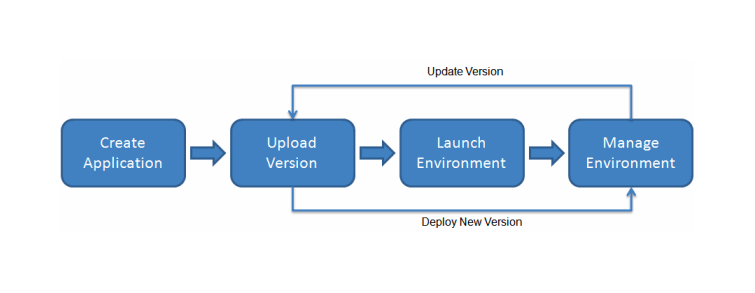 Update Version
Create
Application
Upload
Version
Launch
Environment
Manage
Environment
Deploy New Version